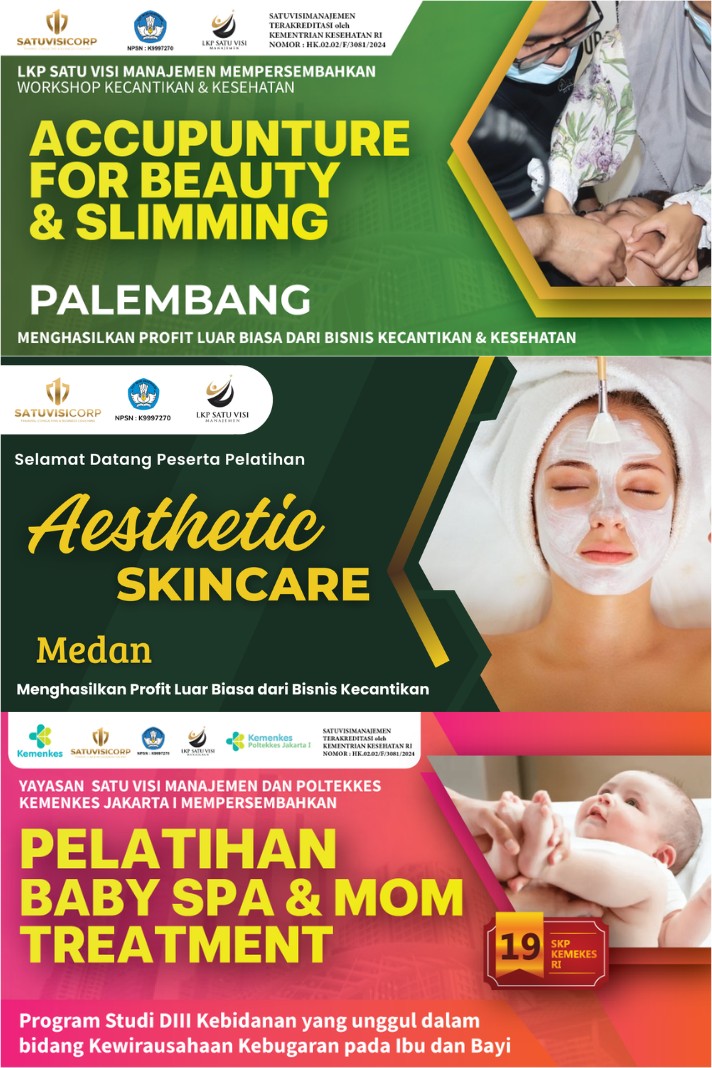 SATUVISICORP
NPSN : K9997270
LKP SATU VISI
MANAJEMEN
SATUVISIMANAJEMEN
TERAKREDITASI oleh
KEMENTRIAN KESEHATAN RI
NOMOR : HK.02.02/F/3081/2024
LKP SATU VISI MANAJEMEN MEMPERSEMBAHKAN
WORKSHOP KECANTIKAN & KESEHATAN
ACCUPUNTURE
FOR BEAUTY
& SLIMMING
PALEMBANG
MENGHASILKAN PROFIT LUAR BIASA DARI BISNIS KECANTIKAN & KESEHATAN
SATUVISICORP
NPSN : K9997270
LKP SATU VISI
MANAJEMEN
Selamat Datang Peserta Pelatihan
Aesthetic
SKINCARE
Medan
Menghasilkan Profit Luar Biasa dari Bisnis Kecantikan
Kemenkes
SATUVISICORP
NPSN : K9997270
LKP SATU VISI
MANAJEMEN
Kemenkes
Poltekkes Jakarta I
SATUVISIMANAJEMEN
TERAKREDITASI oleh
KEMENTRIAN KESEHATAN RI
NOMOR : HK.02.02/F/3081/2024
YAYASAN SATU VISI MANAJEMEN DAN POLTEKKES
KEMENKES JAKARTA I MEMPERSEMBAHKAN
PELATIHAN
BABY SPA & MOM
TREATMENT
19
SKP
KEMEKES
RI
Program Studi DIII Kebidanan yang unggul dalam
bidang Kewirausahaan Kebugaran pada Ibu dan Bayi